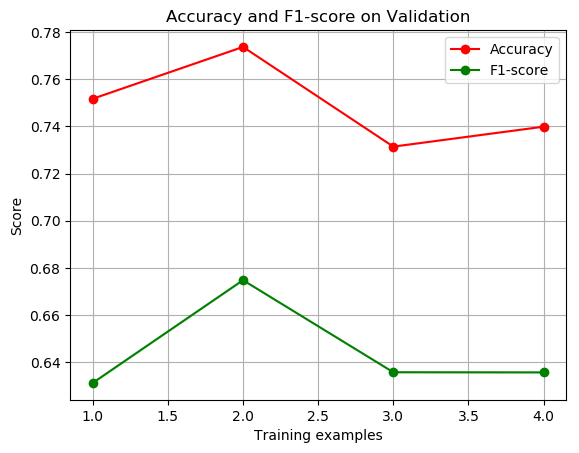 Accuracy and F1-score on Validation
Accuracy
F1-score
0.78
0.76
0.74
0.72
0.70
0.68
0.66
0.64
Score
1.0 1.5 2.0 2.5 3.0 3.5 4.0
Training examples